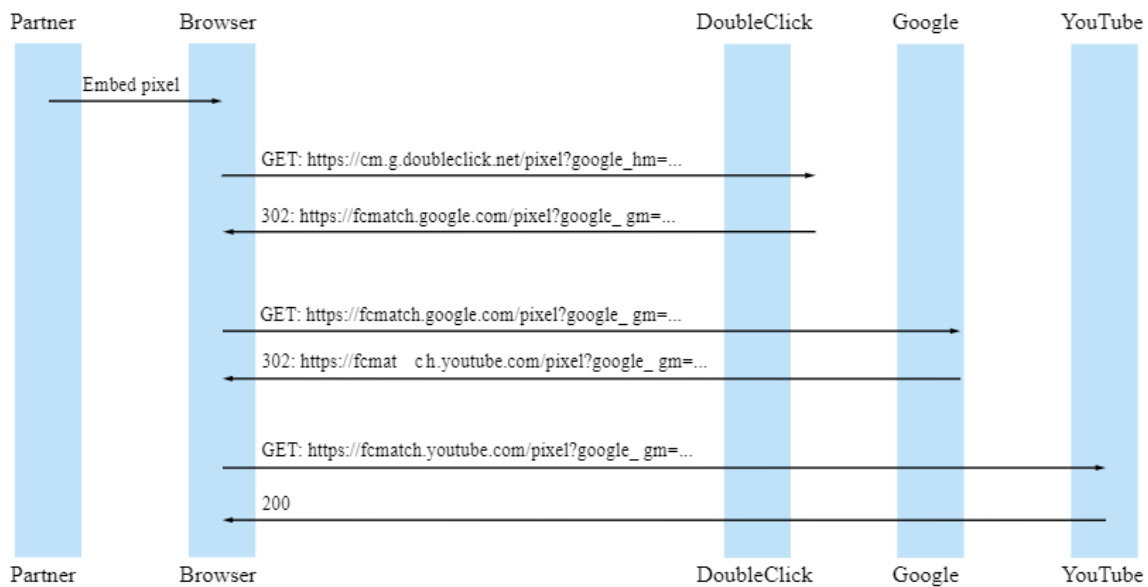 Partner Browser DoubleClick Google YouTube
Embed pixel
GET: https://cm.g.doubleclick.net/pixel?google_hm=...
302: https://fcmatch.google.com/pixel?google_ gm=...
GET: https://fcmatch.google.com/pixel?google_ gm=...
302: https://fcmat ch.youtube.com/pixel?google_ gm=...
GET: https://fcmatch.youtube.com/pixel?google_ gm=...
200
Partner Browser DoubleClick Google YouTube